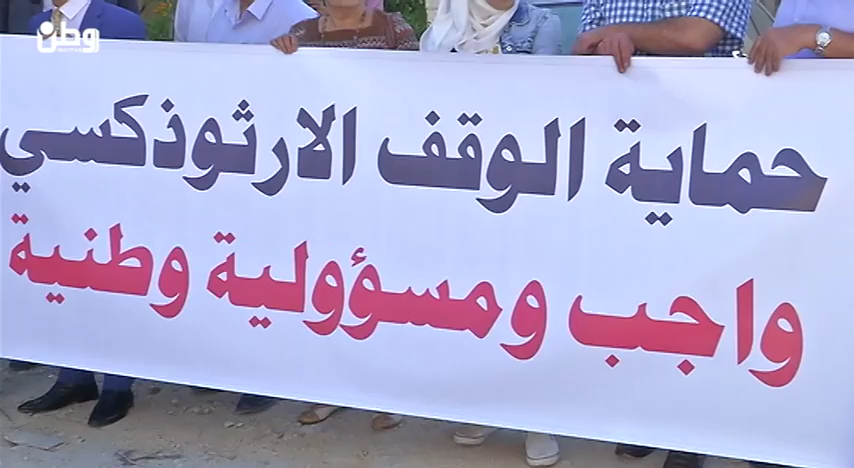 وطن
حماية الوقف الارثوذكسي
واجب ومسؤولية وطنية